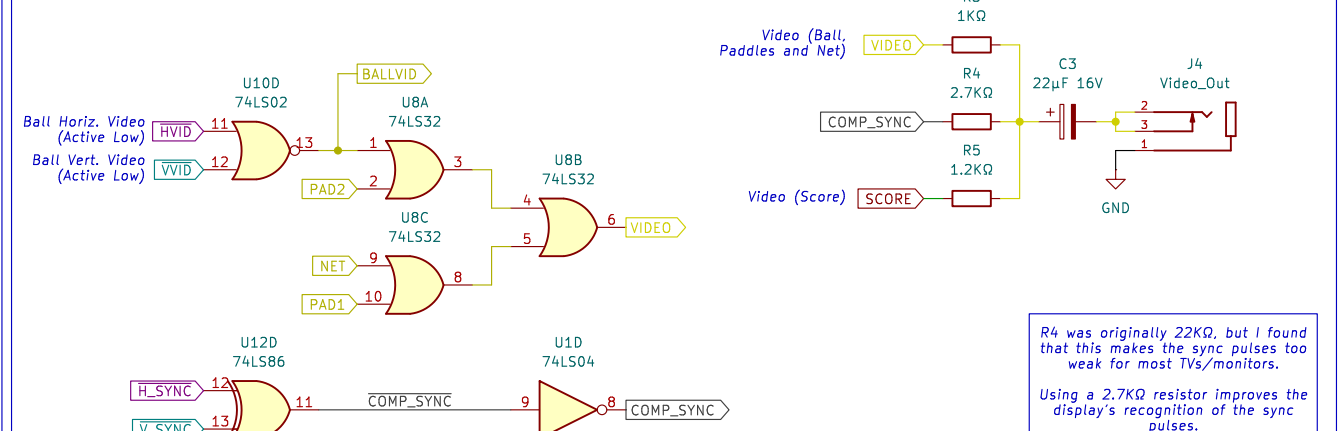 1KΩ
Video (Ball,
Paddles and Net)
VIDEO
C3
22µF 16V
J4
Video_Out
BALLVID
U10D
74LS02
R4
2.7KΩ
2
3
1
+
COMP_SYNC
U8A
74LS32
Ball Horiz. Video
(Active Low)
HVID
11
12
13
Ball Vert. Video
(Active Low)
VVID
1
2
3
PAD2
R5
1.2KΩ
U8B
74LS32
4
5
6
VIDEO
Video (Score)
SCORE
GND
U8C
74LS32
NET
9
10
8
PAD1
U12D
74LS86
U1D
74LS04
H_SYNC
12
V_SYNC
13
11
COMP_SYNC
9
8
COMP_SYNC
R4 was originally 22KΩ, but I found
that this makes the sync pulses too
weak for most TVs/monitors.
Using a 2.7KΩ resistor improves the
display's recognition of the sync
pulses.